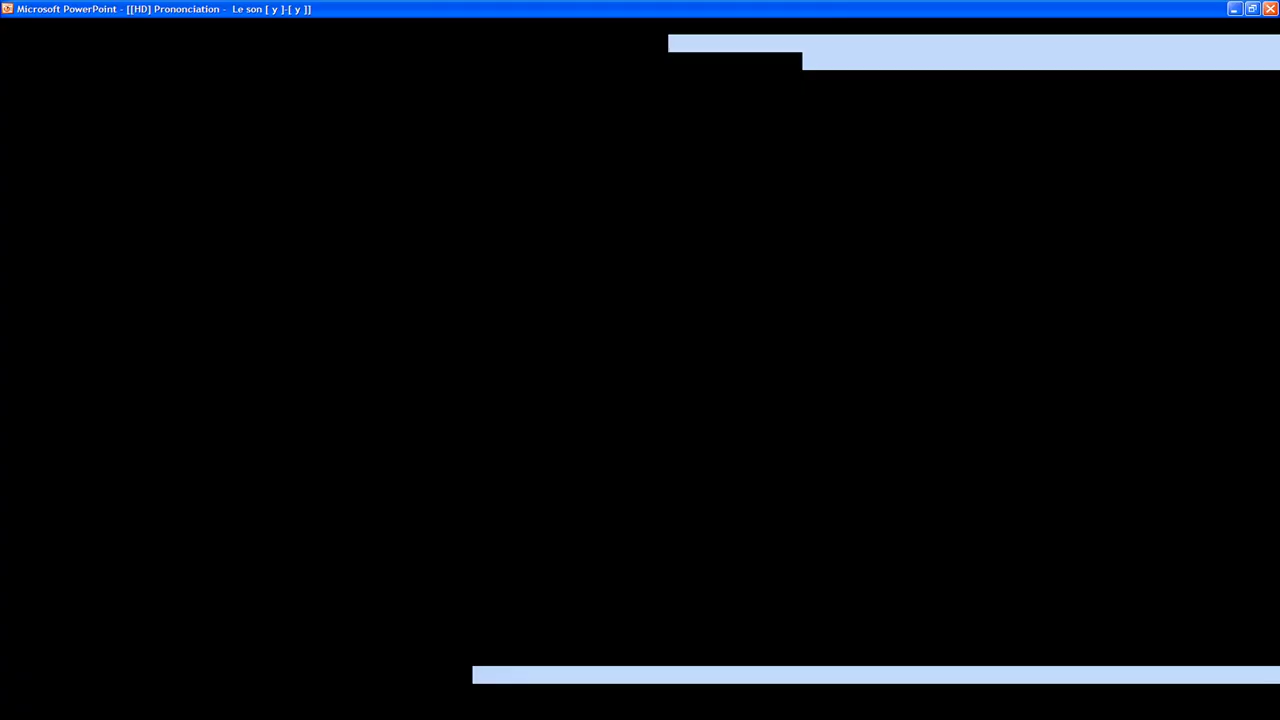 Microsoft PowerPoint - [[HD] Prononciation -  Le son [ y ]-[ y ]]